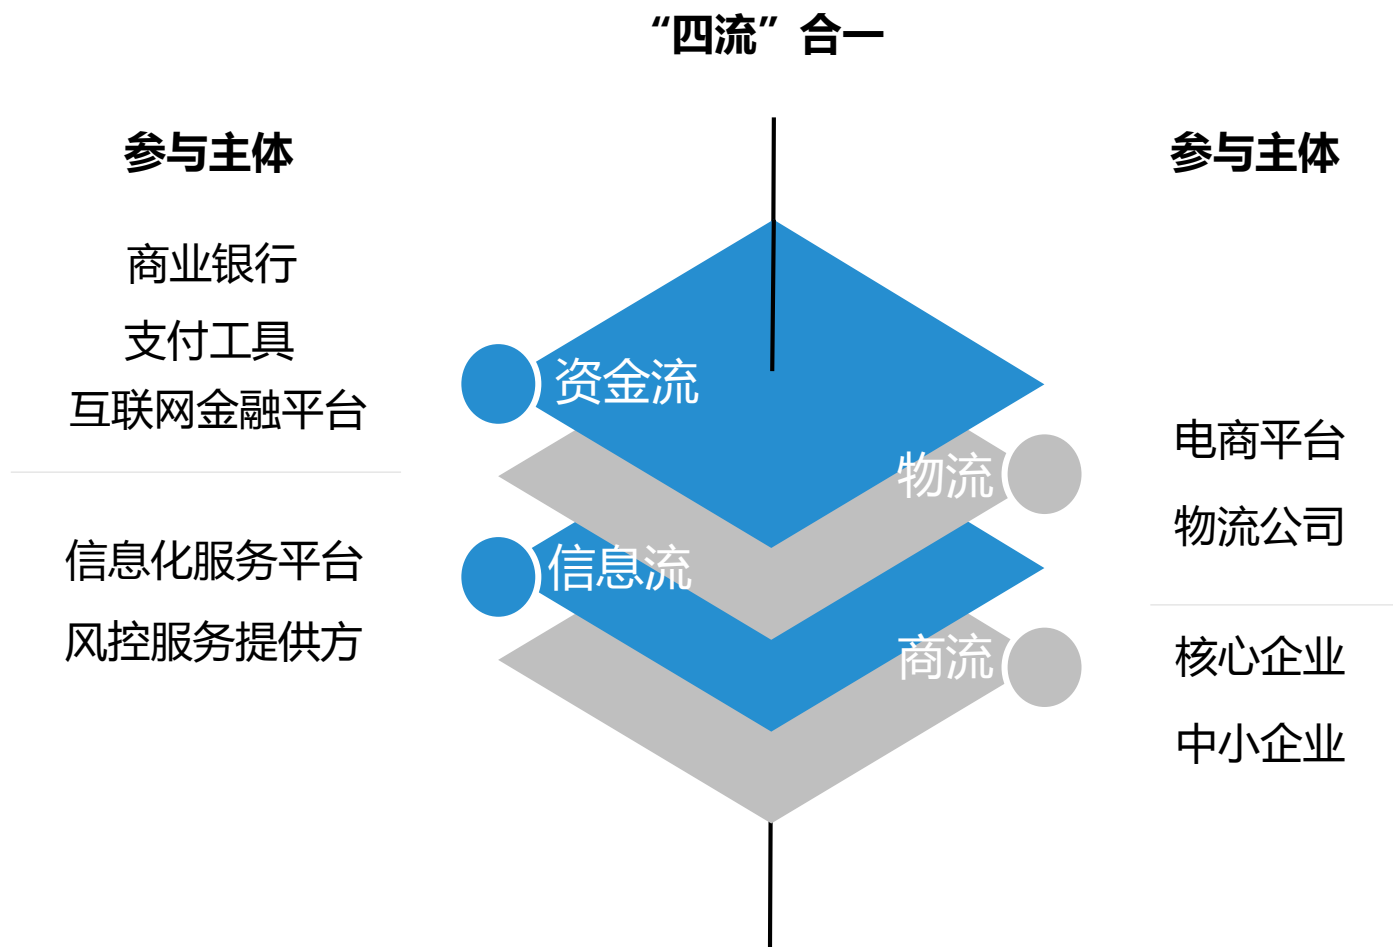 “四流”合一
参与主体
商业银行
支付工具
互联网金融平台
信息化服务平台
风控服务提供方
资金流
物流
信息流
商流
参与主体
电商平台
物流公司
核心企业
中小企业